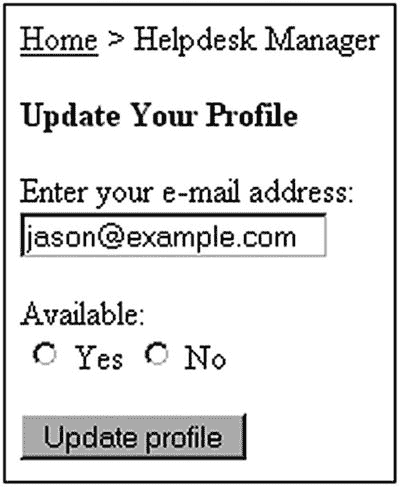 Home > Helpdesk Manager
Update Your Profile
Enter your e-mail address:
jason@example.com
Available:
Yes No
Update profile